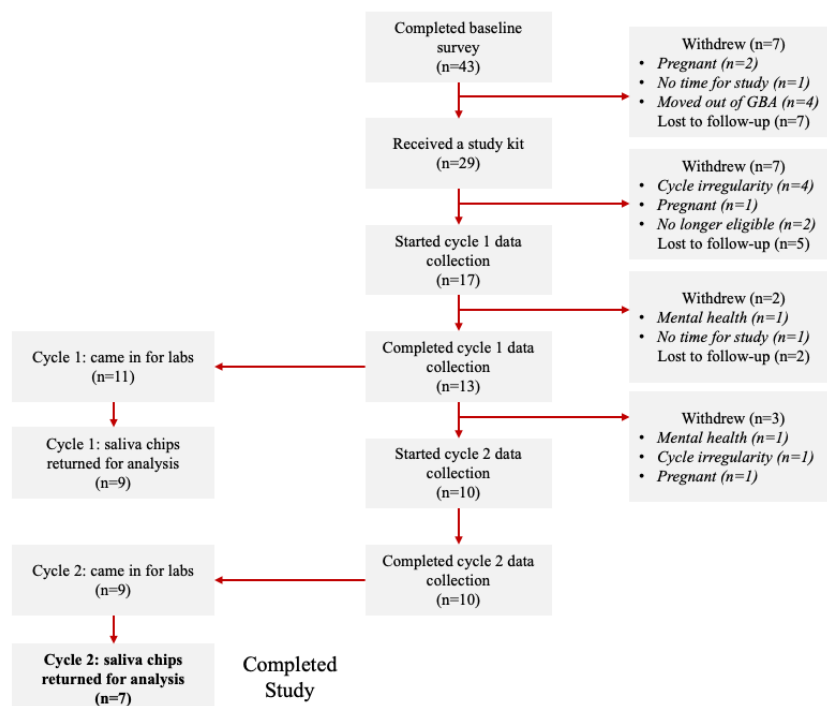 Completed baseline
survey
(n=43)
Withdrew (n=7)
• Pregnant (n=2)
• No time for study (n=1)
• Moved out of GBA (n=4)
Lost to follow-up (n=7)
Received a study kit
(n=29)
Withdrew (n=7)
• Cycle irregularity (n=4)
• Pregnant (n=1)
• No longer eligible (n=2)
Lost to follow-up (n=5)
Started cycle 1 data
collection
(n=17)
Withdrew (n=2)
• Mental health (n=1)
• No time for study (n=1)
Lost to follow-up (n=2)
Completed cycle 1 data
collection
(n=13)
Cycle 1: came in for labs
(n=11)
Cycle 1: saliva chips
returned for analysis
(n=9)
Withdrew (n=3)
• Mental health (n=1)
• Cycle irregularity (n=1)
• Pregnant (n=1)
Started cycle 2 data
collection
(n=10)
Completed cycle 2 data
collection
(n=10)
Cycle 2: came in for labs
(n=9)
Cycle 2: saliva chips
returned for analysis
(n=7)
Completed
Study